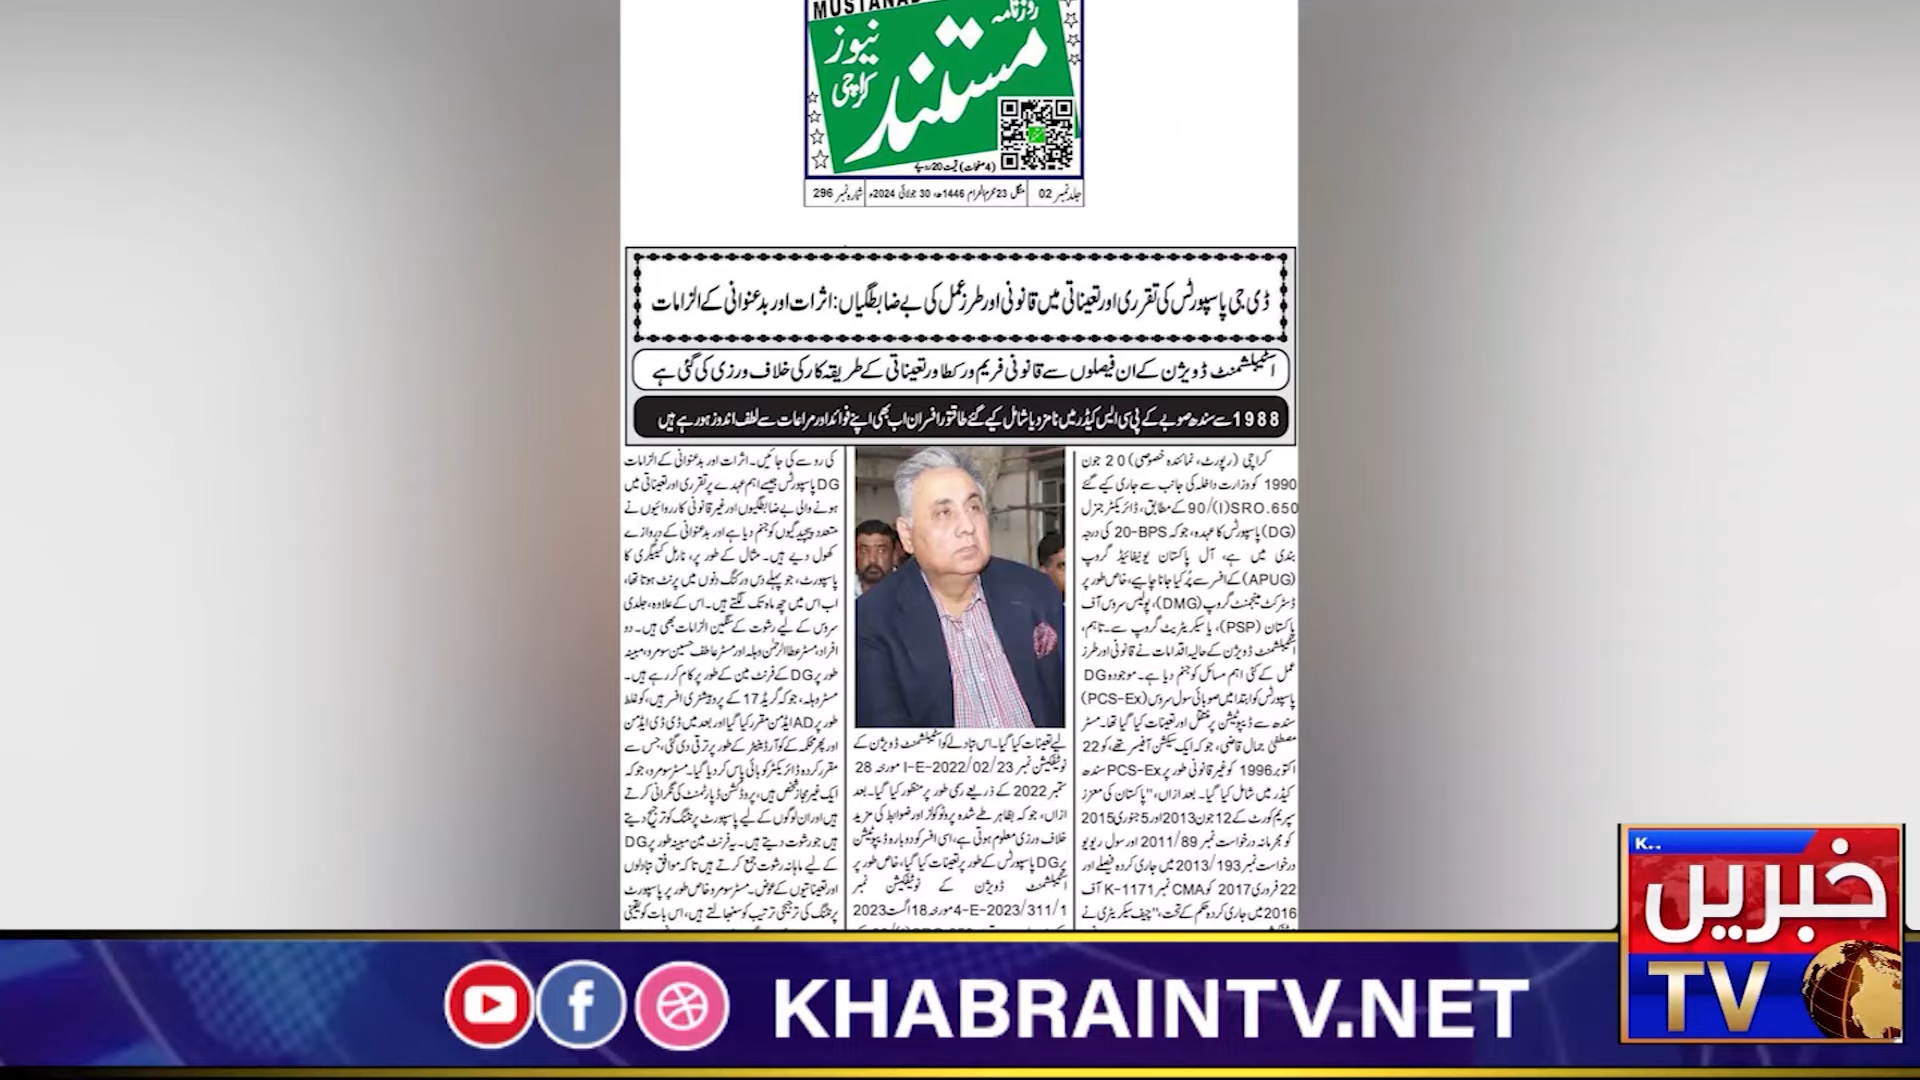 روزنامہ
مستند
نیوز
کراچی
(4 صفحات) قیمت 20 روپے
جلد نمبر 02
منگل 23 محرم الحرام 1446ھ، 30 جولائی 2024ء
شمارہ نمبر 296
ڈی جی پاسپورٹس کی تقرری اور تعیناتی میں قانونی اور طرز عمل کی بے ضابطگیاں: اثرات اور بدعنوانی کے الزامات
اسٹیبلشمنٹ ڈویژن کے ان فیصلوں سے قانونی فریم ورک اور تعیناتی کے طریقہ کار کی خلاف ورزی کی گئی ہے
1988 سے سندھ صوبے کے پی سی ایس کیڈر میں نامزد یا شامل کیے گئے طاقتور افسران اب بھی اپنے فوائد اور مراعات سے لطف اندوز ہو رہے ہیں
کراچی (رپورٹ، نمائندہ خصوصی) 20 جون
1990 کو وزارت داخلہ کی جانب سے جاری کیے گئے
SRO.650(I)/90 کے مطابق، ڈائریکٹر جنرل
(DG) پاسپورٹس کا عہدہ، جو کہ BPS-20 کی درجہ
بندی میں ہے، آل پاکستان یونیفائیڈ گروپ
(APUG) کے افسر سے پُر کیا جانا چاہیے، خاص طور پر
ڈسٹرکٹ مینجمنٹ گروپ (DMG)، پولیس سروس آف
پاکستان (PSP)، یا سیکریٹریٹ گروپ سے۔ تاہم،
اسٹیبلشمنٹ ڈویژن کے حالیہ اقدامات نے قانونی اور طرز
عمل کے کئی اہم مسائل کو جنم دیا ہے۔ موجودہ DG
پاسپورٹس کو ابتدا میں صوبائی سول سروس (PCS-Ex)
سندھ سے ڈیپوٹیشن پر منتقل اور تعینات کیا گیا تھا۔ مسٹر
مصطفیٰ جمال قاضی، جو کہ ایک سیکشن آفیسر تھے، کو 22
اکتوبر 1996 کو غیر قانونی طور پر PCS-Ex سندھ
کیڈر میں شامل کیا گیا۔ بعد ازاں، "پاکستان کی معزز
سپریم کورٹ کے 12 جون 2013 اور 5 جنوری 2015
کو مجرمانہ درخواست نمبر 89/2011 اور سول ریویو
درخواست نمبر 193/2013 میں جاری کردہ فیصلے اور
22 فروری 2017 کو CMA نمبر K-1171 آف
2016 میں جاری کردہ حکم کے تحت، "چیف سیکریٹری نے
لیے تعینات کیا گیا۔ اس تبادلے کو اسٹیبلشمنٹ ڈویژن کے
نوٹیفکیشن نمبر 23/02/2022-E-I مورخہ 28
ستمبر 2022 کے ذریعے رسمی طور پر منظور کیا گیا۔ بعد
ازاں، جو کہ بظاہر طے شدہ پروٹوکولز اور ضوابط کی مزید
خلاف ورزی معلوم ہوتی ہے، اسی افسر کو دوبارہ ڈیپوٹیشن
پر DG پاسپورٹس کے طور پر تعینات کیا گیا، خاص طور پر
اسٹیبلشمنٹ ڈویژن کے نوٹیفکیشن نمبر
1/311/2023-E-4 مورخہ 18 اگست 2023
کی رو سے کی جائیں۔ اثرات اور بدعنوانی کے الزامات
DG پاسپورٹس جیسے اہم عہدے پر تقرری اور تعیناتی میں
ہونے والی بے ضابطگیوں اور غیر قانونی کارروائیوں نے
متعدد پیچیدگیوں کو جنم دیا ہے اور بدعنوانی کے دروازے
کھول دیے ہیں۔ مثال کے طور پر، نارمل کیٹیگری کا
پاسپورٹ، جو پہلے دس ورکنگ دنوں میں پرنٹ ہوتا تھا،
اب اس میں چھ ماہ تک لگتے ہیں۔ اس کے علاوہ، جلدی
سروس کے لیے رشوت کے سنگین الزامات بھی ہیں۔ دو
افراد، مسٹر عطا الرحمٰن وہلہ اور مسٹر عاطف حسین سومرو، مبینہ
طور پر DG کے فرنٹ مین کے طور پر کام کر رہے ہیں۔
مسٹر وہلہ، جو کہ گریڈ 17 کے پروبیشنری افسر ہیں، کو غلط
طور پر AD ایڈمن مقرر کیا گیا اور بعد میں ڈی ڈی ایڈمن
اور پھر محکمہ کے کوآرڈینیٹر کے طور پر ترقی دی گئی، جس سے
مقرر کردہ ڈائریکٹر کو بائی پاس کر دیا گیا۔ مسٹر سومرو، جو کہ
ایک غیر مجاز شخص ہیں، پروڈکشن ڈپارٹمنٹ کی نگرانی کرتے
ہیں اور ان لوگوں کے لیے پاسپورٹ پرنٹنگ کو ترجیح دیتے
ہیں جو رشوت دیتے ہیں۔ یہ فرنٹ مین مبینہ طور پر DG
کے لیے ماہانہ رشوت جمع کرتے ہیں تاکہ موافق تبادلوں
اور تعیناتیوں کے عوض۔ مسٹر سومرو خاص طور پر پاسپورٹ
پرنٹنگ کی ترجیحی ترتیب کو سنبھالتے ہیں، اس بات کو یقینی
خبریں
TV
KHABRAINTV.NET